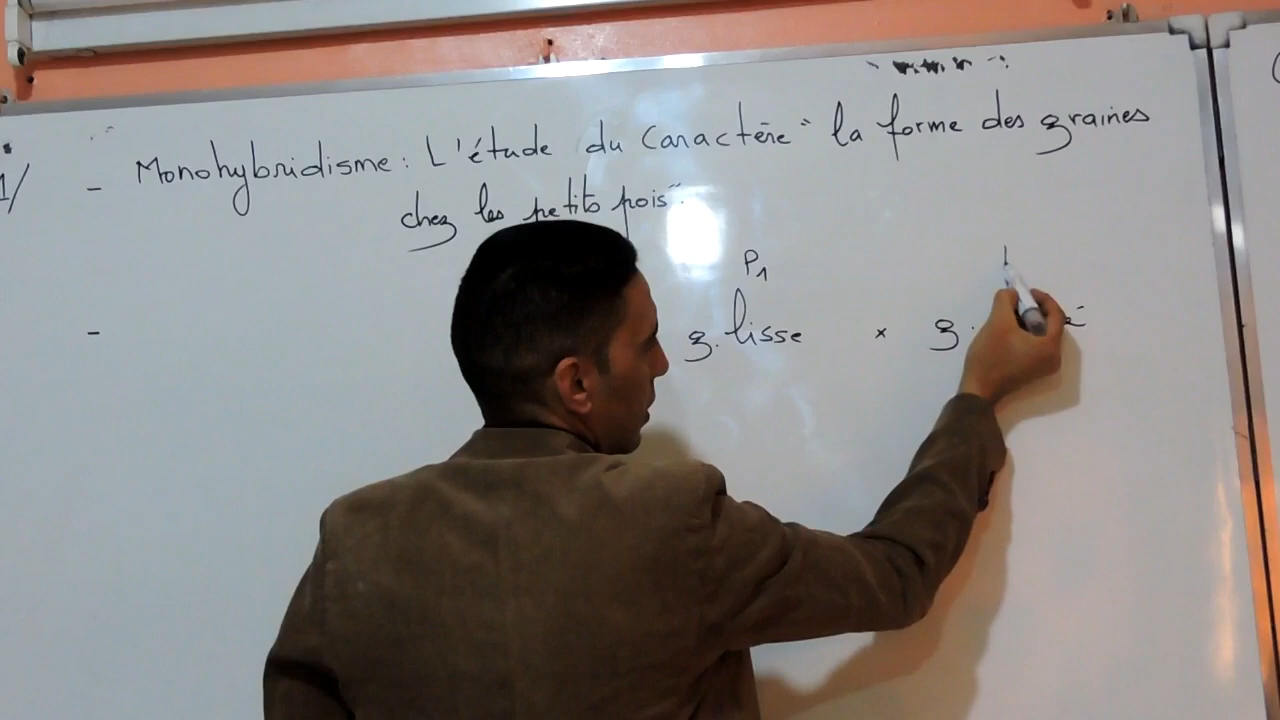 1/ - Monohybridisme : L'étude du Caractère "la forme des graines
chez les petits pois".
P1
- g. lisse x g.